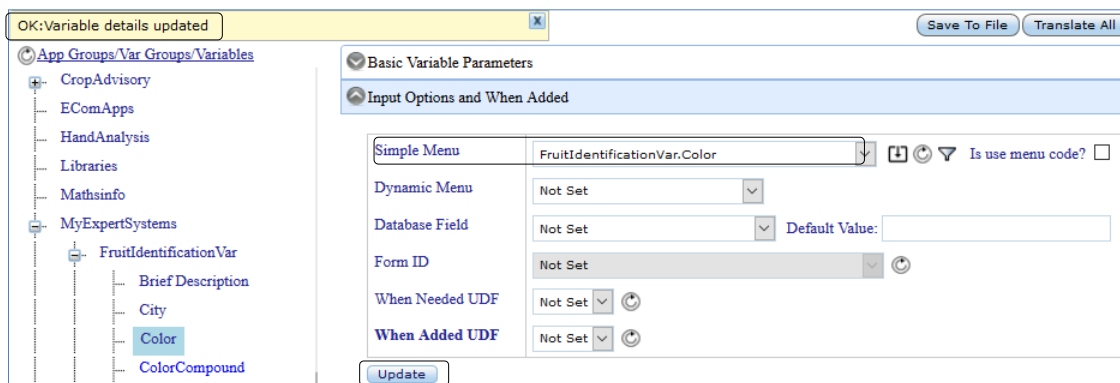 OK:Variable details updated
x
Save To File
Translate All
App Groups/Var Groups/Variables
CropAdvisory
EComApps
HandAnalysis
Libraries
Mathsinfo
MyExpertSystems
FruitIdentificationVar
Brief Description
City
Color
ColorCompound
Basic Variable Parameters
Input Options and When Added
Simple Menu FruitIdentificationVar.Color Is use menu code?
Dynamic Menu Not Set
Database Field Not Set Default Value:
Form ID Not Set
When Needed UDF Not Set
When Added UDF Not Set
Update